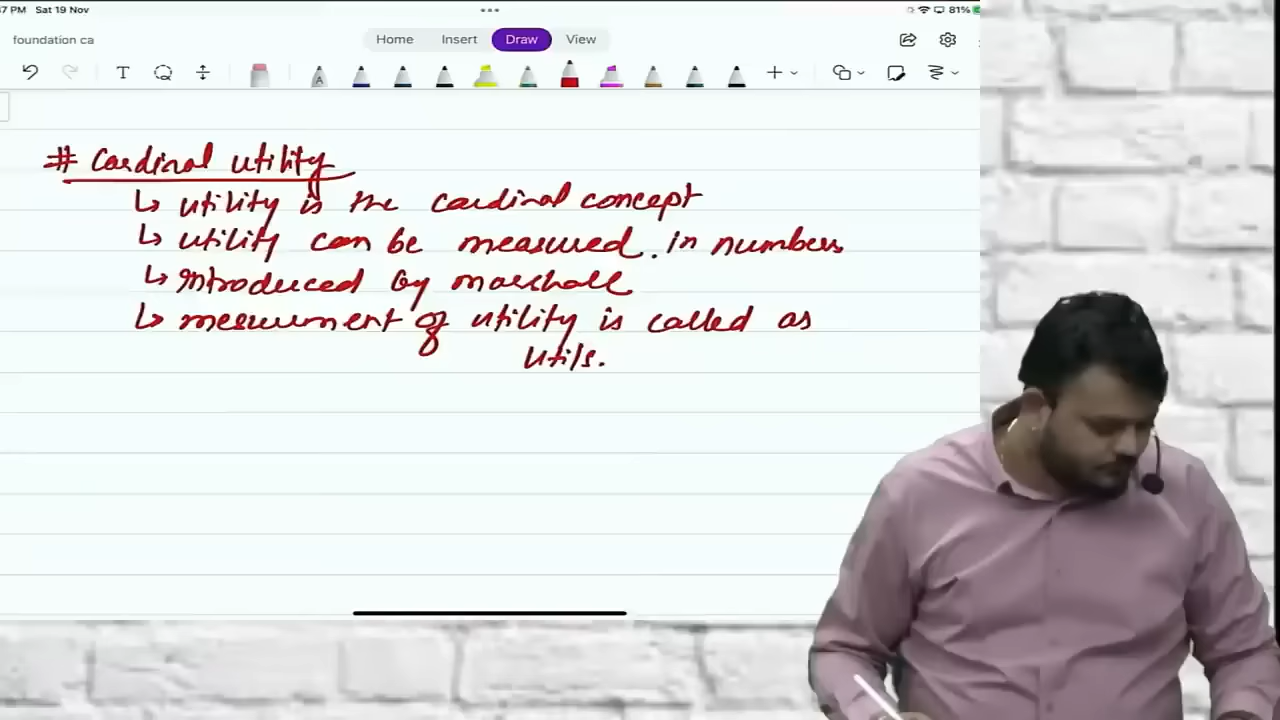 7 PM Sat 19 Nov
81%
foundation ca
Home Insert Draw View
T
A
# Cardinal utility
↳ utility is the cardinal concept
↳ utility can be measured. in numbers
↳ introduced by marshall
↳ mesurment of utility is called as
utils.